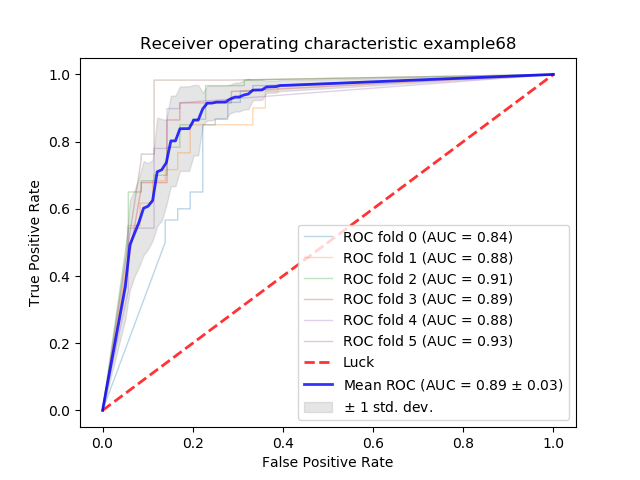 Receiver operating characteristic example68
1.0
0.8
0.6
0.4
0.2
0.0
True Positive Rate
ROC fold 0 (AUC = 0.84)
ROC fold 1 (AUC = 0.88)
ROC fold 2 (AUC = 0.91)
ROC fold 3 (AUC = 0.89)
ROC fold 4 (AUC = 0.88)
ROC fold 5 (AUC = 0.93)
Luck
Mean ROC (AUC = 0.89 ± 0.03)
± 1 std. dev.
0.0 0.2 0.4 0.6 0.8 1.0
False Positive Rate